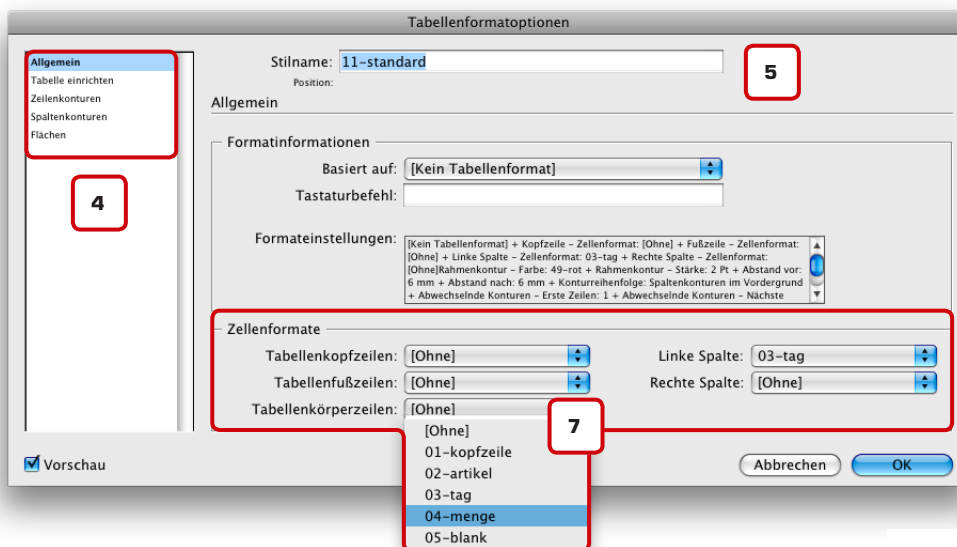 Tabellenformatoptionen
Allgemein
Tabelle einrichten
Zeilenkonturen
Spaltenkonturen
Flächen
4
Stilname: 11-standard
Position:
5
Allgemein
Formatinformationen
Basiert auf: [Kein Tabellenformat]
Tastaturbefehl:
Formateinstellungen:
[Kein Tabellenformat] + Kopfzeile - Zellenformat: [Ohne] + Fußzeile - Zellenformat:
[Ohne] + Linke Spalte - Zellenformat: 03-tag + Rechte Spalte - Zellenformat:
[Ohne]Rahmenkontur - Farbe: 49-rot + Rahmenkontur - Stärke: 2 Pt + Abstand vor:
6 mm + Abstand nach: 6 mm + Konturreihenfolge: Spaltenkonturen im Vordergrund
+ Abwechselnde Konturen - Erste Zeilen: 1 + Abwechselnde Konturen - Nächste
Zellenformate
Tabellenkopfzeilen: [Ohne]
Linke Spalte: 03-tag
Tabellenfußzeilen: [Ohne]
Rechte Spalte: [Ohne]
Tabellenkörperzeilen: [Ohne]
7
[Ohne]
01-kopfzeile
02-artikel
03-tag
04-menge
05-blank
Vorschau
Abbrechen
OK